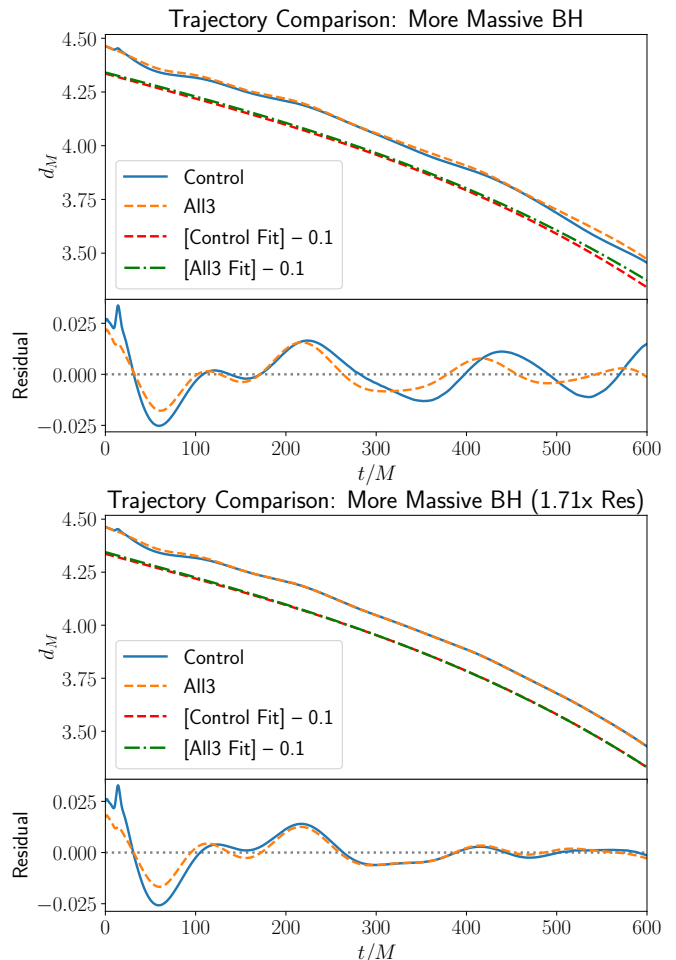 Trajectory Comparison: More Massive BH
4.50
4.25
4.00
3.75
3.50
d_M
Control
All3
[Control Fit] – 0.1
[All3 Fit] – 0.1
0.025
0.000
−0.025
Residual
0 100 200 300 400 500 600
t/M
Trajectory Comparison: More Massive BH (1.71x Res)
4.50
4.25
4.00
3.75
3.50
d_M
Control
All3
[Control Fit] – 0.1
[All3 Fit] – 0.1
0.025
0.000
−0.025
Residual
0 100 200 300 400 500 600
t/M